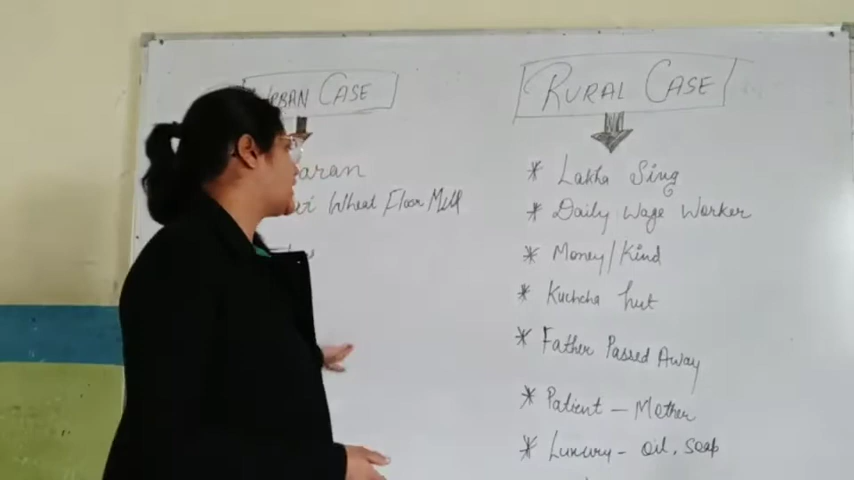 URBAN CASE
aran
Wheat Floor Mill
RURAL CASE
* Lakha Sing
* Daily Wage Worker
* Money/Kind
* Kuchcha hut
* Father Passed Away
* Patient - Mother
* Luxury - oil, soap